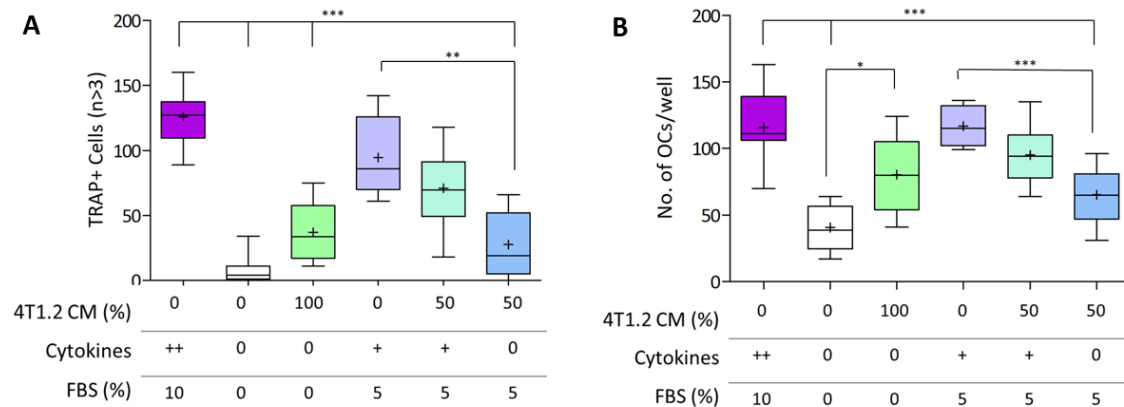 A
B
200
***
**
150
100
50
0
TRAP+ Cells (n>3)
4T1.2 CM (%) 0 0 100 0 50 50
Cytokines ++ 0 0 + + 0
FBS (%) 10 0 0 5 5 5
200
***
*
***
150
100
50
0
No. of OCs/well
4T1.2 CM (%) 0 0 100 0 50 50
Cytokines ++ 0 0 + + 0
FBS (%) 10 0 0 5 5 5